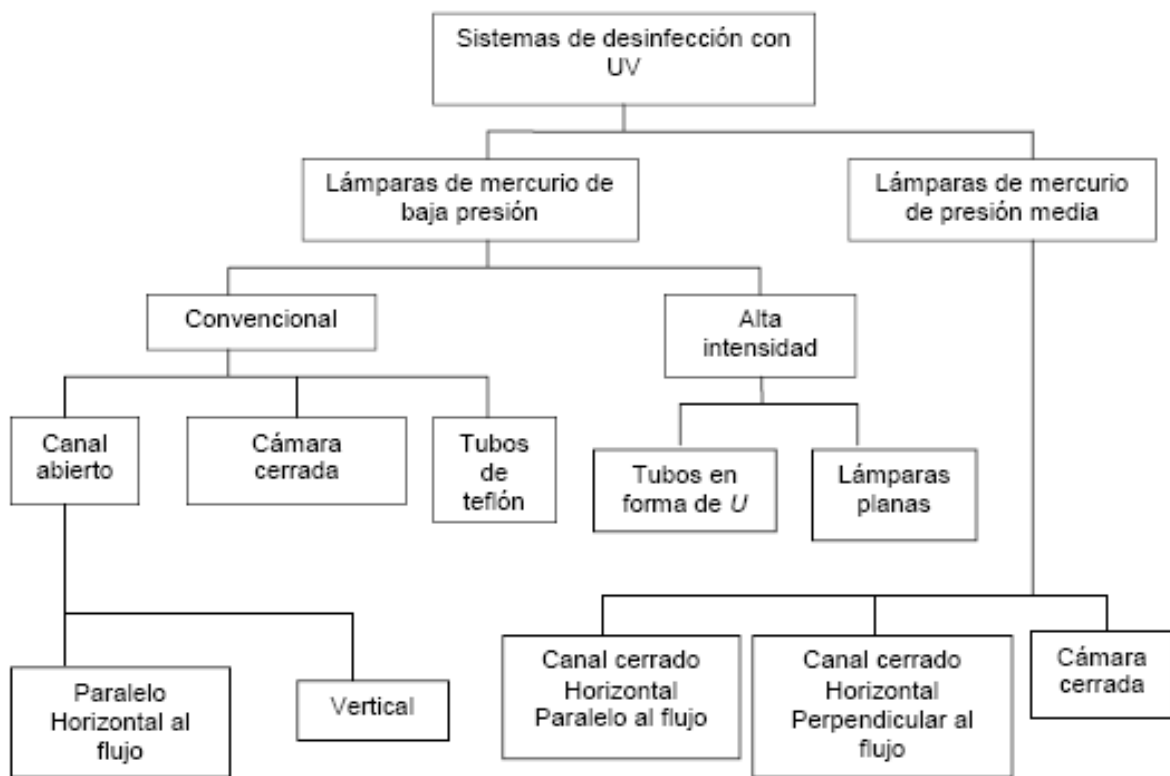 Sistemas de desinfección con
UV
Lámparas de mercurio de
baja presión
Lámparas de mercurio
de presión media
Convencional
Alta
intensidad
Canal
abierto
Cámara
cerrada
Tubos
de
teflón
Tubos en
forma de U
Lámparas
planas
Paralelo
Horizontal al
flujo
Vertical
Canal cerrado
Horizontal
Paralelo al flujo
Canal cerrado
Horizontal
Perpendicular al
flujo
Cámara
cerrada